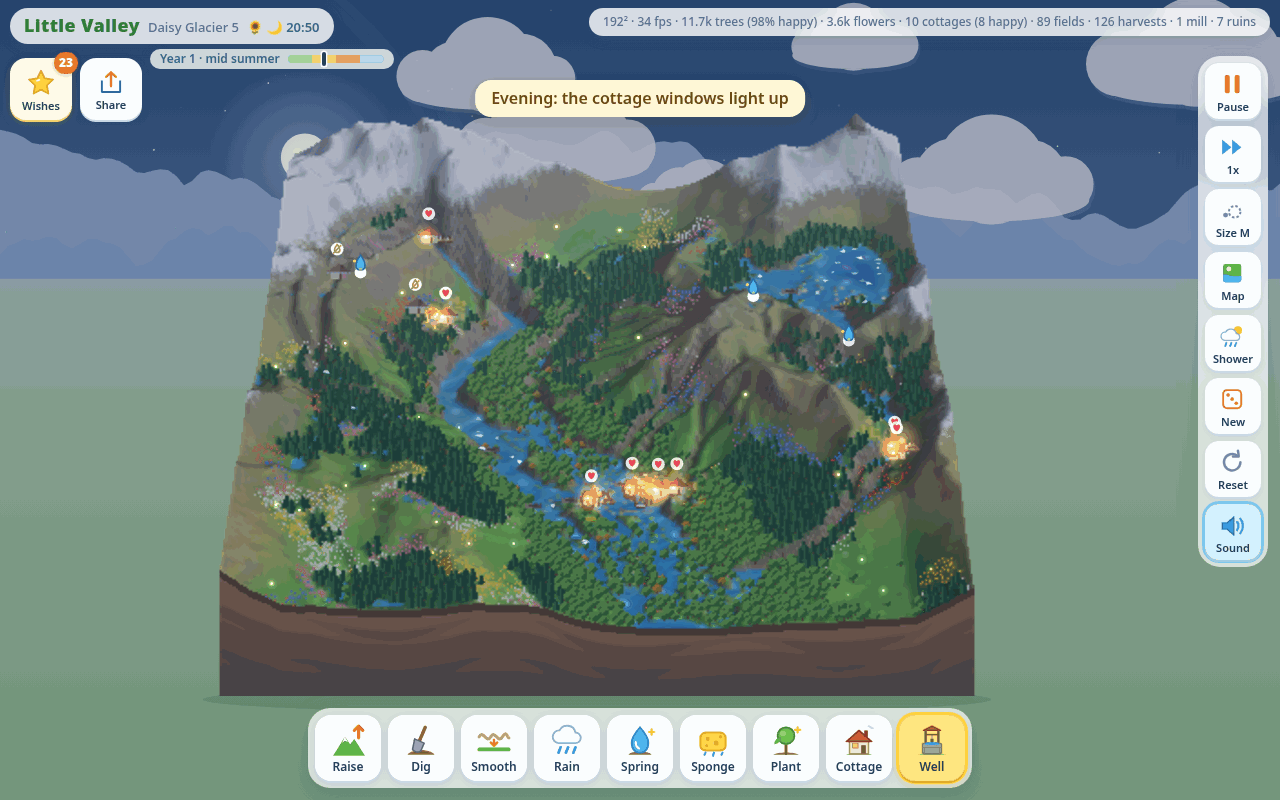 Little Valley Daisy Glacier 5 20:50
192² · 34 fps · 11.7k trees (98% happy) · 3.6k flowers · 10 cottages (8 happy) · 89 fields · 126 harvests · 1 mill · 7 ruins
Year 1 · mid summer
23
Wishes
Share
Evening: the cottage windows light up
Pause
1x
Size M
Map
Shower
New
Reset
Sound
Raise
Dig
Smooth
Rain
Spring
Sponge
Plant
Cottage
Well